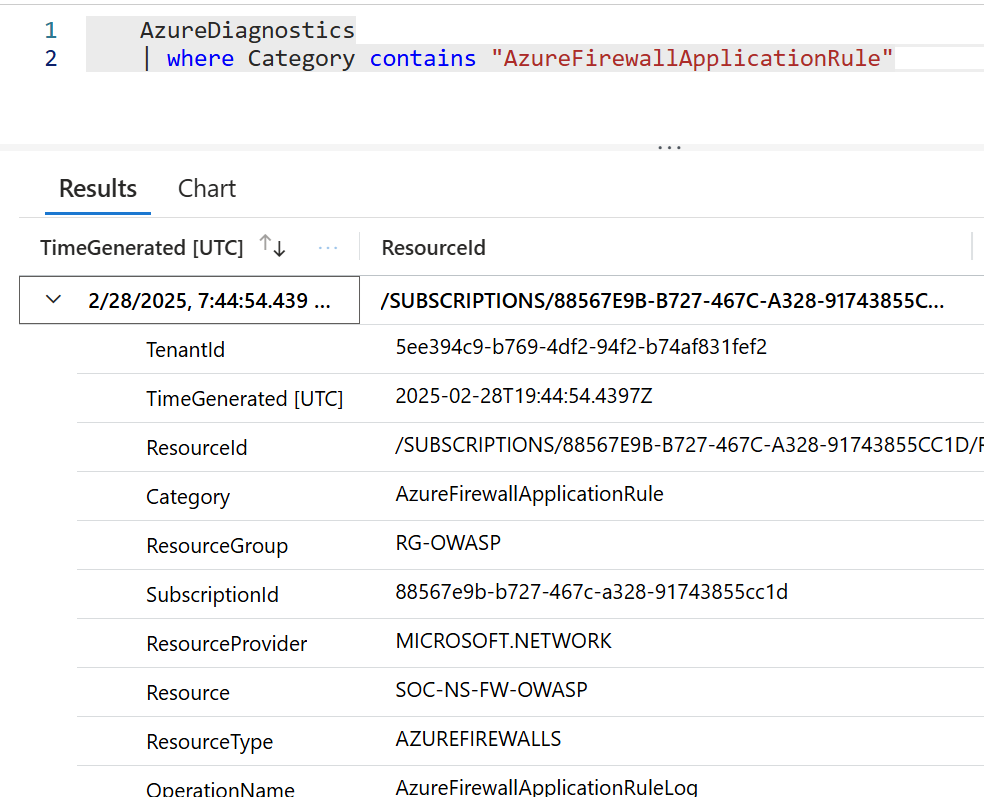 1 AzureDiagnostics
2 | where Category contains "AzureFirewallApplicationRule"
...
Results Chart
TimeGenerated [UTC] ↑↓ ... ResourceId
2/28/2025, 7:44:54.439 ... /SUBSCRIPTIONS/88567E9B-B727-467C-A328-91743855C...
TenantId 5ee394c9-b769-4df2-94f2-b74af831fef2
TimeGenerated [UTC] 2025-02-28T19:44:54.4397Z
ResourceId /SUBSCRIPTIONS/88567E9B-B727-467C-A328-91743855CC1D/
Category AzureFirewallApplicationRule
ResourceGroup RG-OWASP
SubscriptionId 88567e9b-b727-467c-a328-91743855cc1d
ResourceProvider MICROSOFT.NETWORK
Resource SOC-NS-FW-OWASP
ResourceType AZUREFIREWALLS
OperationName AzureFirewallApplicationRuleLog